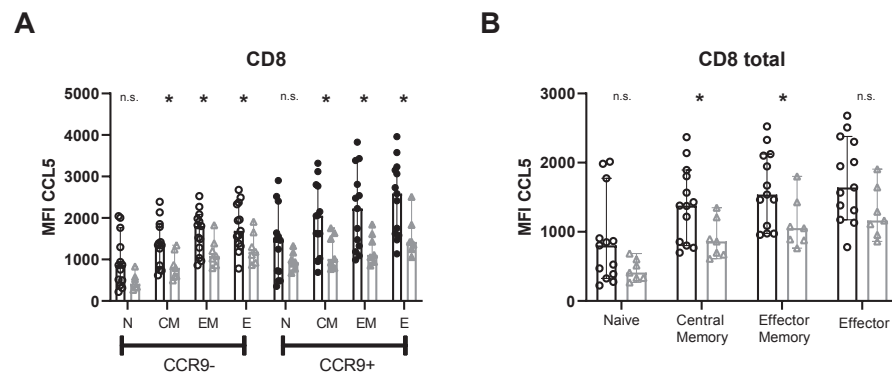 A
CD8
MFI CCL5
5000
4000
3000
2000
1000
0
n.s. * * * n.s. * * *
N CM EM E N CM EM E
CCR9- CCR9+
B
CD8 total
MFI CCL5
3000
2000
1000
0
n.s. * * n.s.
Naive Central Memory Effector Memory Effector